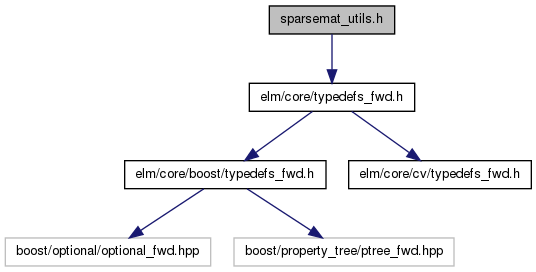 sparsemat_utils.h
elm/core/typedefs_fwd.h
elm/core/boost/typedefs_fwd.h
elm/core/cv/typedefs_fwd.h
boost/optional/optional_fwd.hpp
boost/property_tree/ptree_fwd.hpp